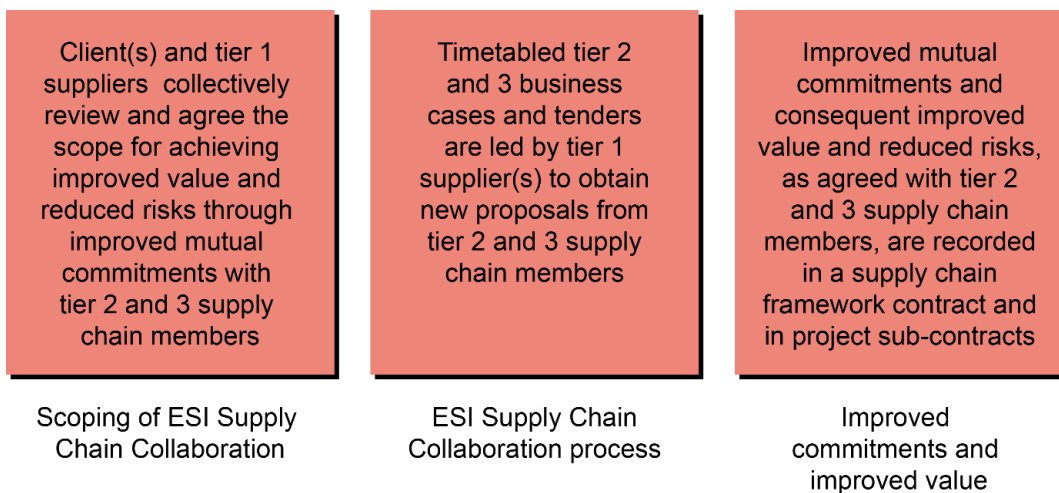 Client(s) and tier 1
suppliers collectively
review and agree the
scope for achieving
improved value and
reduced risks through
improved mutual
commitments with
tier 2 and 3 supply
chain members
Timetabled tier 2
and 3 business
cases and tenders
are led by tier 1
supplier(s) to obtain
new proposals from
tier 2 and 3 supply
chain members
Improved mutual
commitments and
consequent improved
value and reduced risks,
as agreed with tier 2
and 3 supply chain
members, are recorded
in a supply chain
framework contract and
in project sub-contracts
Scoping of ESI Supply
Chain Collaboration
ESI Supply Chain
Collaboration process
Improved
commitments and
improved value